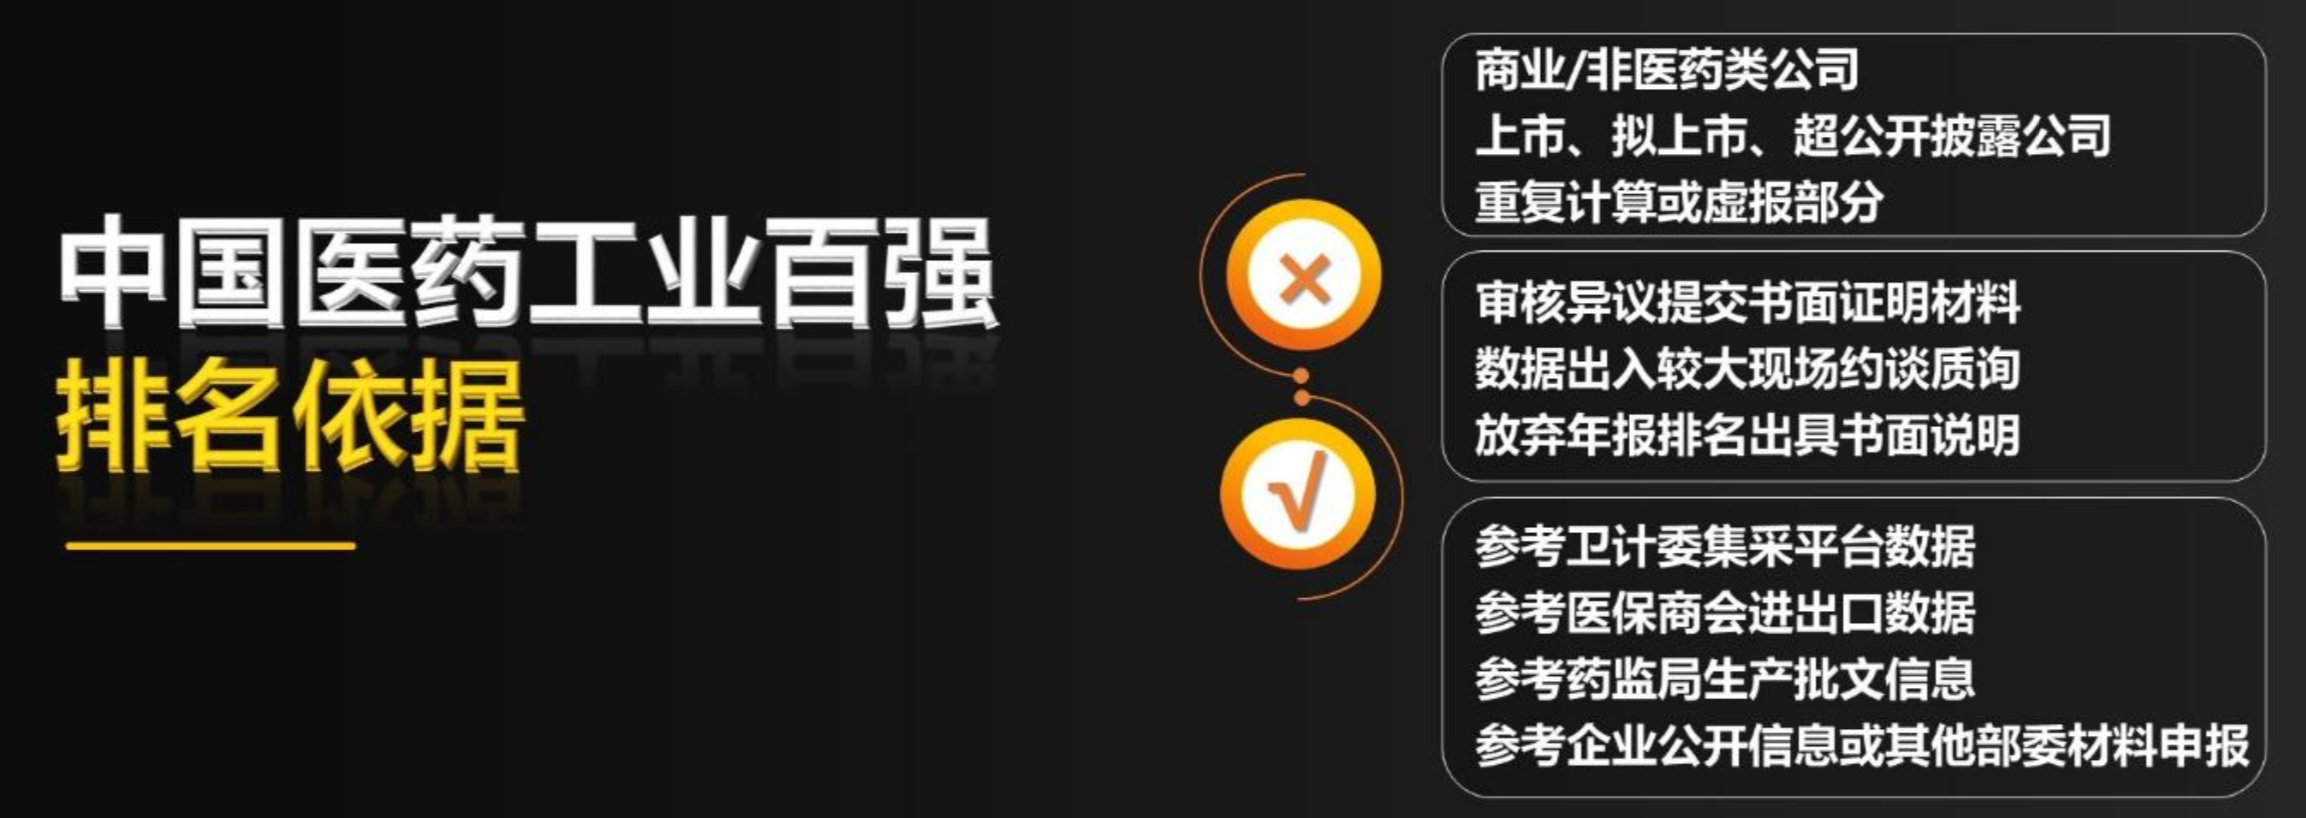 中国医药工业百强
排名依据
商业/非医药类公司
上市、拟上市、超公开披露公司
重复计算或虚报部分
审核异议提交书面证明材料
数据出入较大现场约谈质询
放弃年报排名出具书面说明
参考卫计委集采平台数据
参考医保商会进出口数据
参考药监局生产批文信息
参考企业公开信息或其他部委材料申报